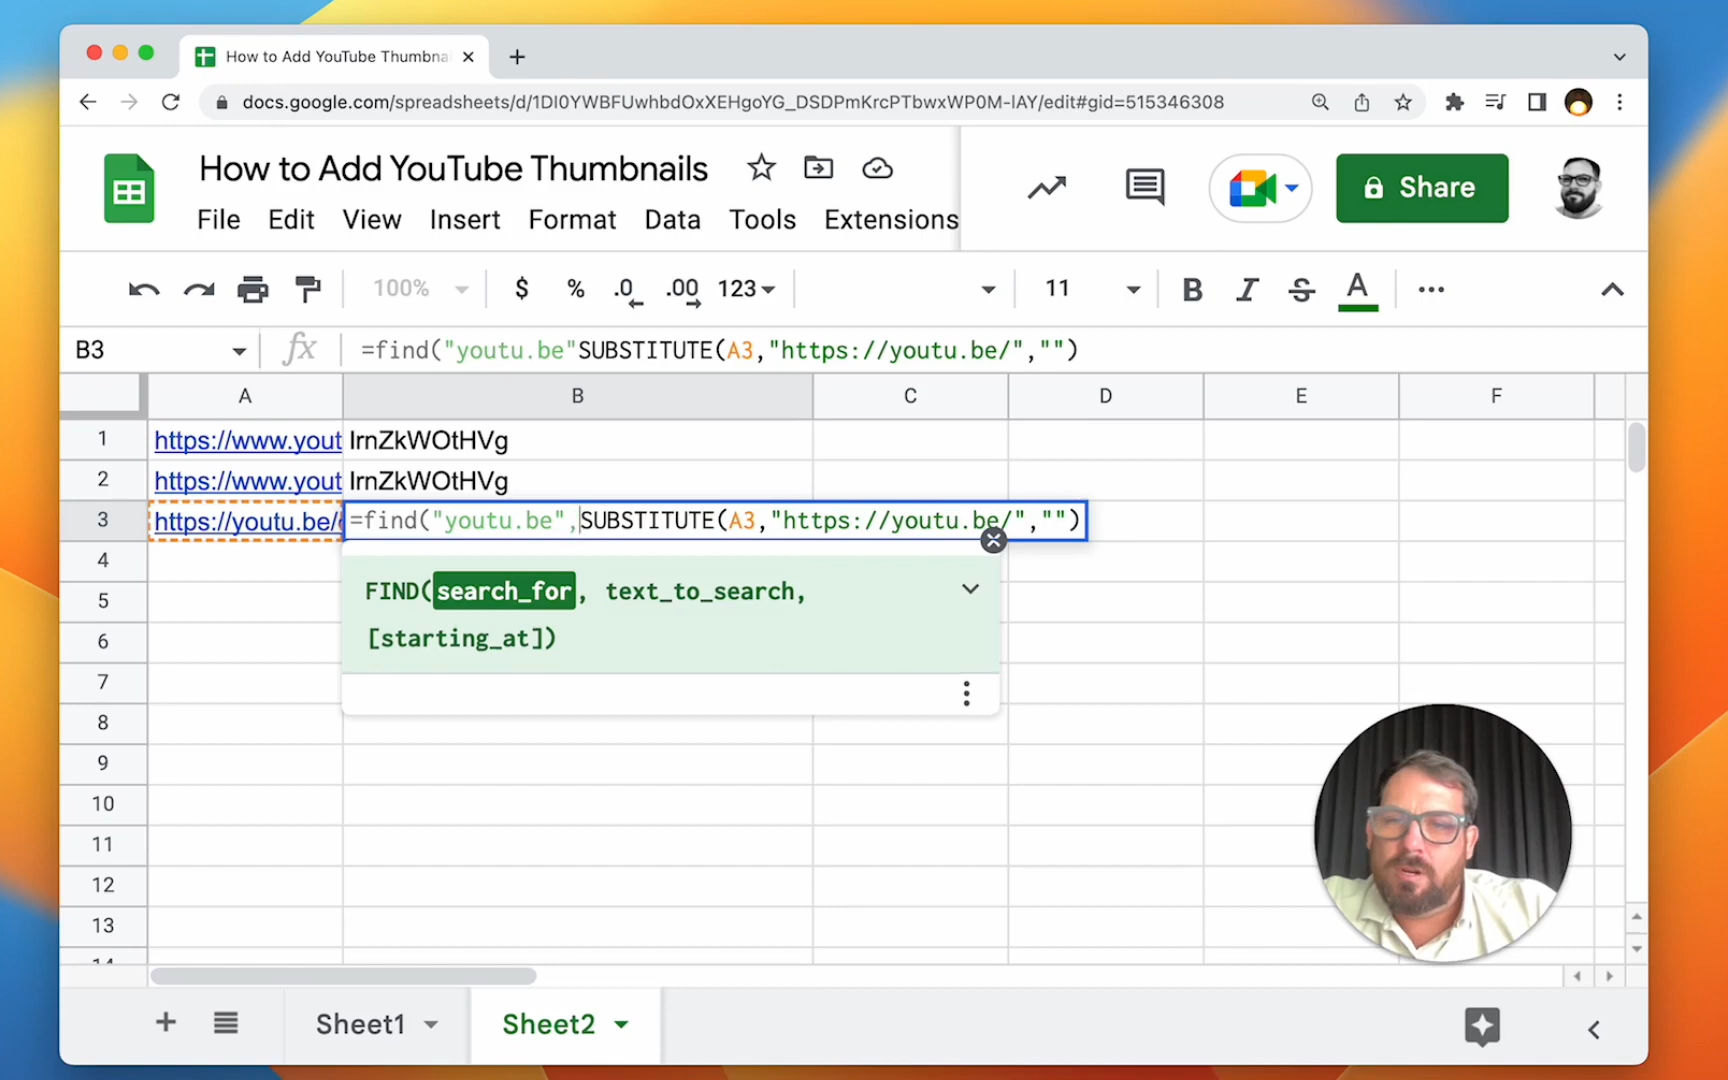 How to Add YouTube Thumbna
docs.google.com/spreadsheets/d/1DI0YWBFUwhbdOxXEHgoYG_DSDPmKrcPTbwxWP0M-lAY/edit#gid=515346308
How to Add YouTube Thumbnails
File Edit View Insert Format Data Tools Extensions
Share
100% $ % .0 .00 123 11 B I S A
B3 fx =find("youtu.be"SUBSTITUTE(A3,"https://youtu.be/","")
A B C D E F
1 https://www.yout IrnZkWOtHVg
2 https://www.yout IrnZkWOtHVg
3 https://youtu.be/ =find("youtu.be",SUBSTITUTE(A3,"https://youtu.be/","")
4
FIND(search_for, text_to_search,
5
[starting_at])
6
7
8
9
10
11
12
13
14
Sheet1 Sheet2